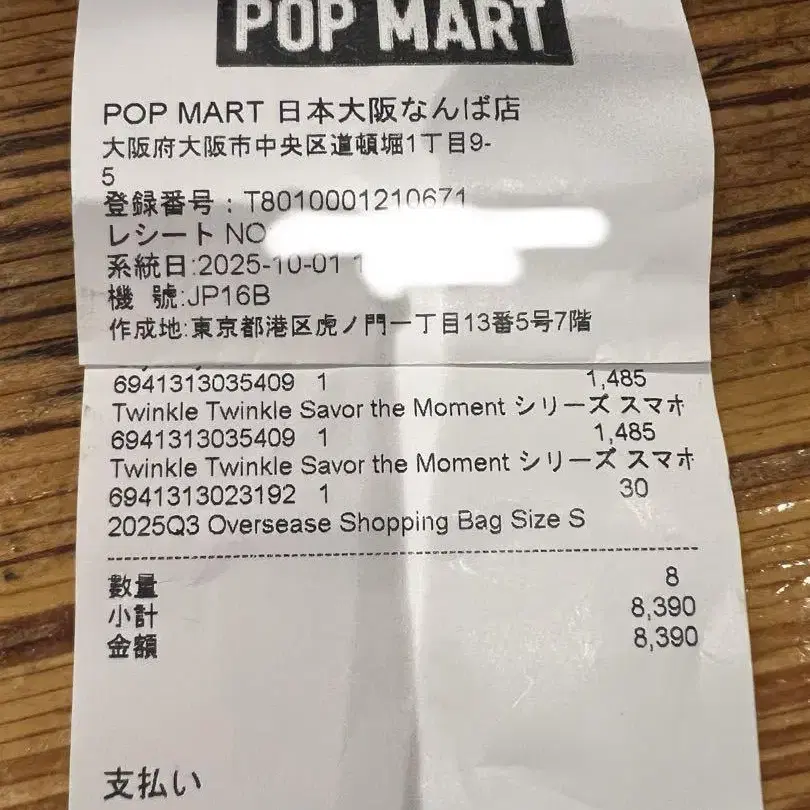 POP MART
POP MART 日本大阪なんば店
大阪府大阪市中央区道頓堀1丁目9-
5
登録番号：T8010001210671
レシート NO
系統日:2025-10-01 1
機 號:JP16B
作成地:東京都港区虎ノ門一丁目13番5号7階
6941313035409 1 1,485
Twinkle Twinkle Savor the Moment シリーズ スマホ
6941313035409 1 1,485
Twinkle Twinkle Savor the Moment シリーズ スマホ
6941313023192 1 30
2025Q3 Oversease Shopping Bag Size S
數量 8
小計 8,390
金額 8,390
支払い